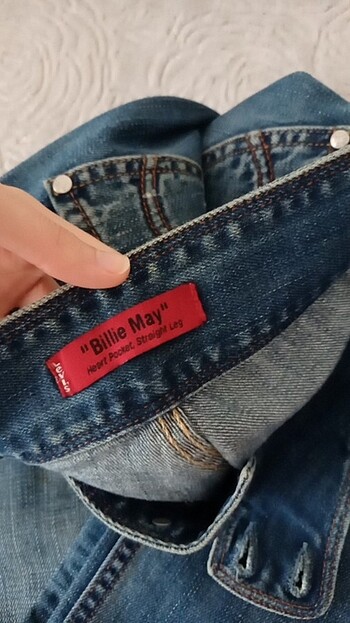 "Billie May"
Heart Pocket, Straight Leg